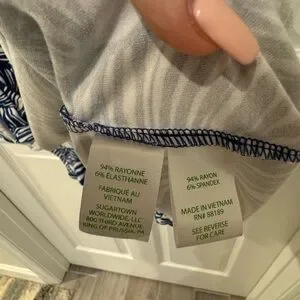 94% RAYONNE
6% ÉLASTHANNE
FABRIQUÉ AU
VIETNAM
SUGARTOWN
WORLDWIDE, LLC
800 THIRD AVENUE
KING OF PRUSSIA, PA
94% RAYON
6% SPANDEX
MADE IN VIETNAM
RN# 88189
SEE REVERSE
FOR CARE